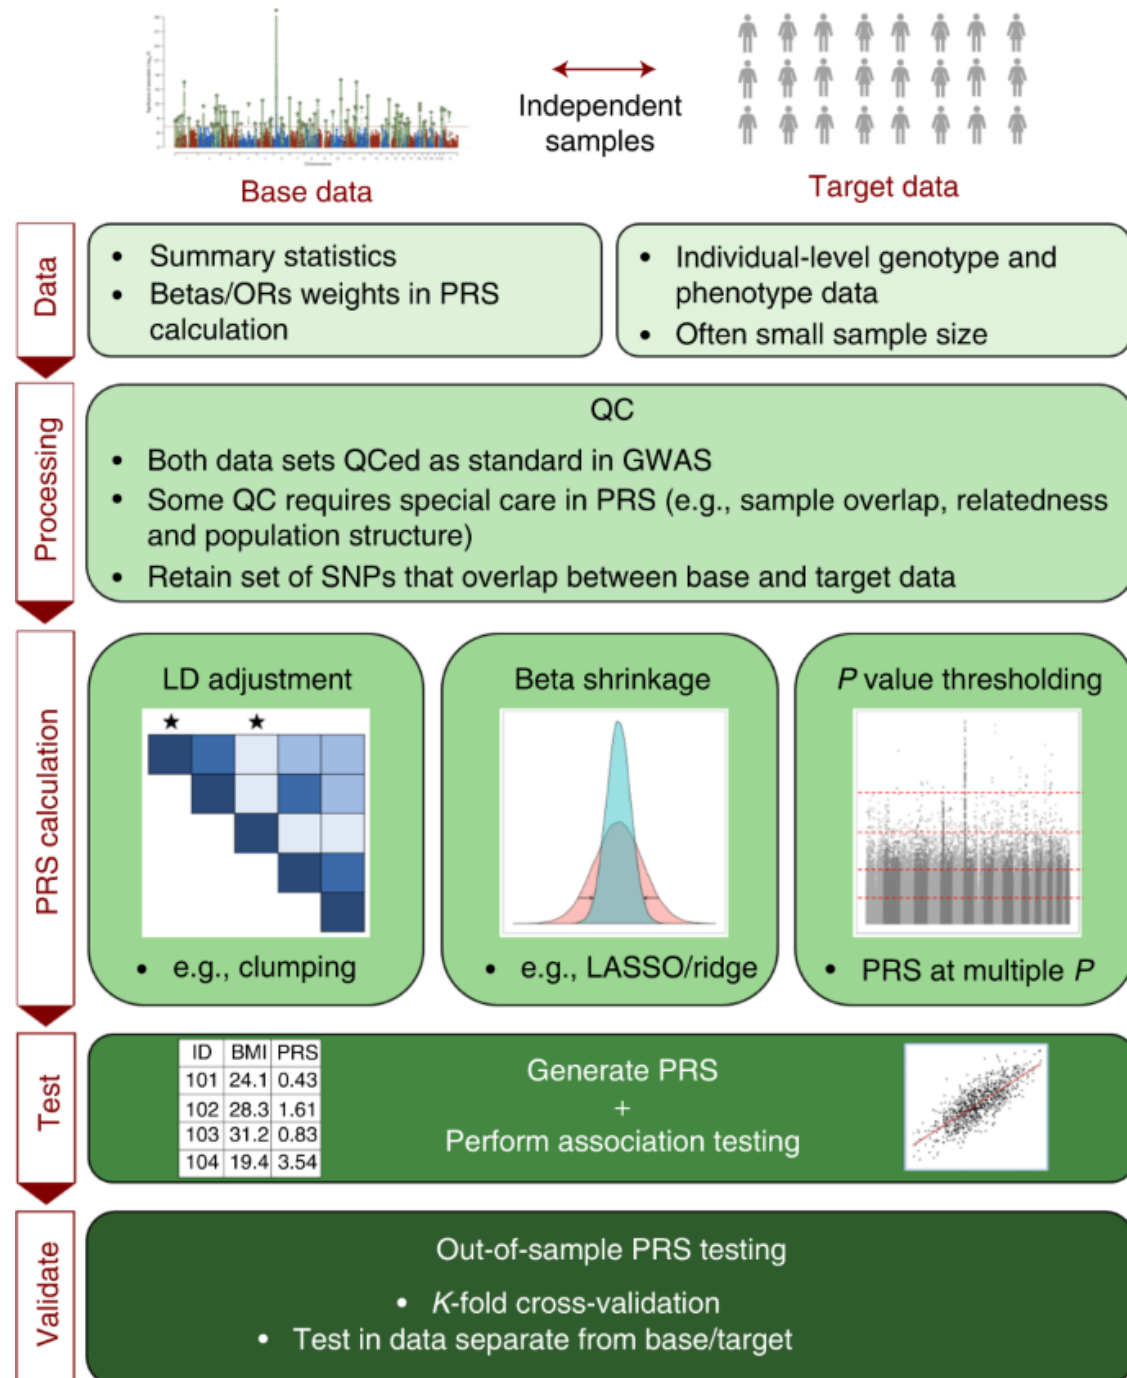 Independent
samples
Base data
Target data
Data
• Summary statistics
• Betas/ORs weights in PRS
calculation
• Individual-level genotype and
phenotype data
• Often small sample size
Processing
QC
• Both data sets QCed as standard in GWAS
• Some QC requires special care in PRS (e.g., sample overlap, relatedness
and population structure)
• Retain set of SNPs that overlap between base and target data
PRS calculation
LD adjustment
• e.g., clumping
Beta shrinkage
• e.g., LASSO/ridge
P value thresholding
• PRS at multiple P
Test
ID BMI PRS
101 24.1 0.43
102 28.3 1.61
103 31.2 0.83
104 19.4 3.54
Generate PRS
+
Perform association testing
Validate
Out-of-sample PRS testing
• K-fold cross-validation
• Test in data separate from base/target